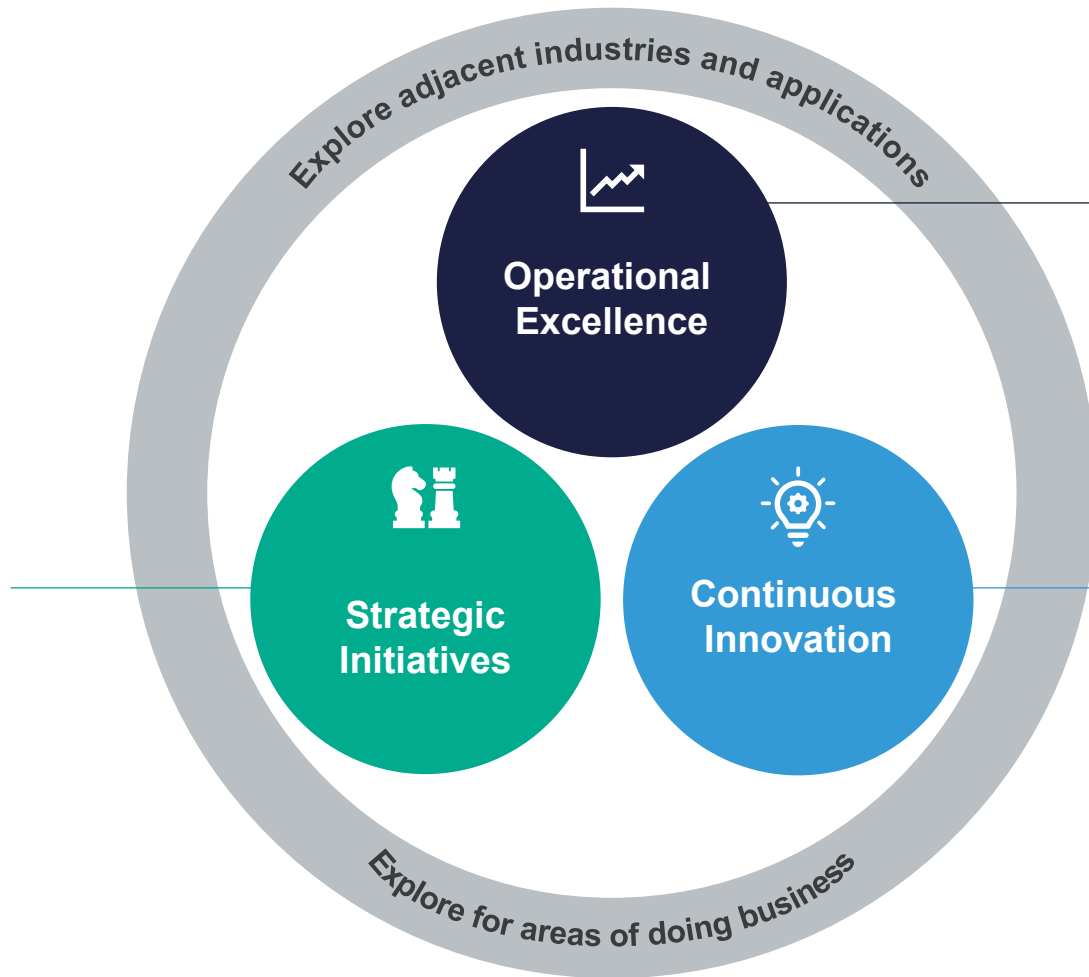 Explore adjacent industries and applications
Operational
Excellence
Strategic
Initiatives
Continuous
Innovation
Explore for areas of doing business